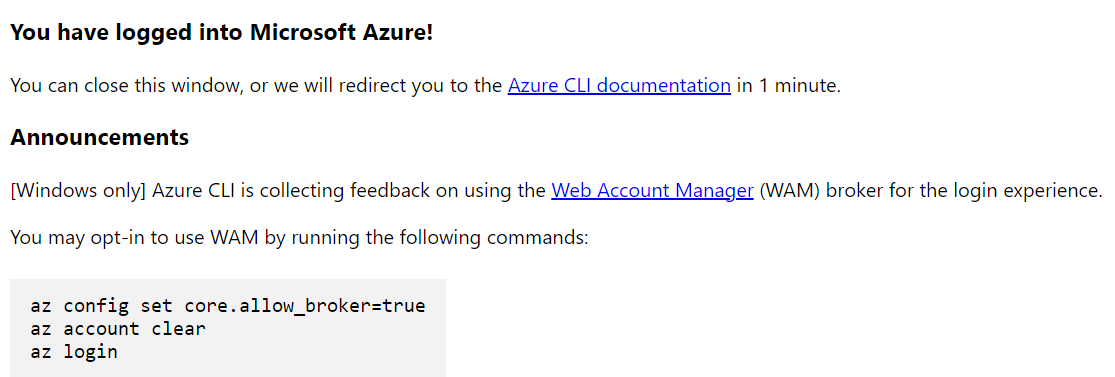 You have logged into Microsoft Azure!
You can close this window, or we will redirect you to the Azure CLI documentation in 1 minute.
Announcements
[Windows only] Azure CLI is collecting feedback on using the Web Account Manager (WAM) broker for the login experience.
You may opt-in to use WAM by running the following commands:
az config set core.allow_broker=true
az account clear
az login